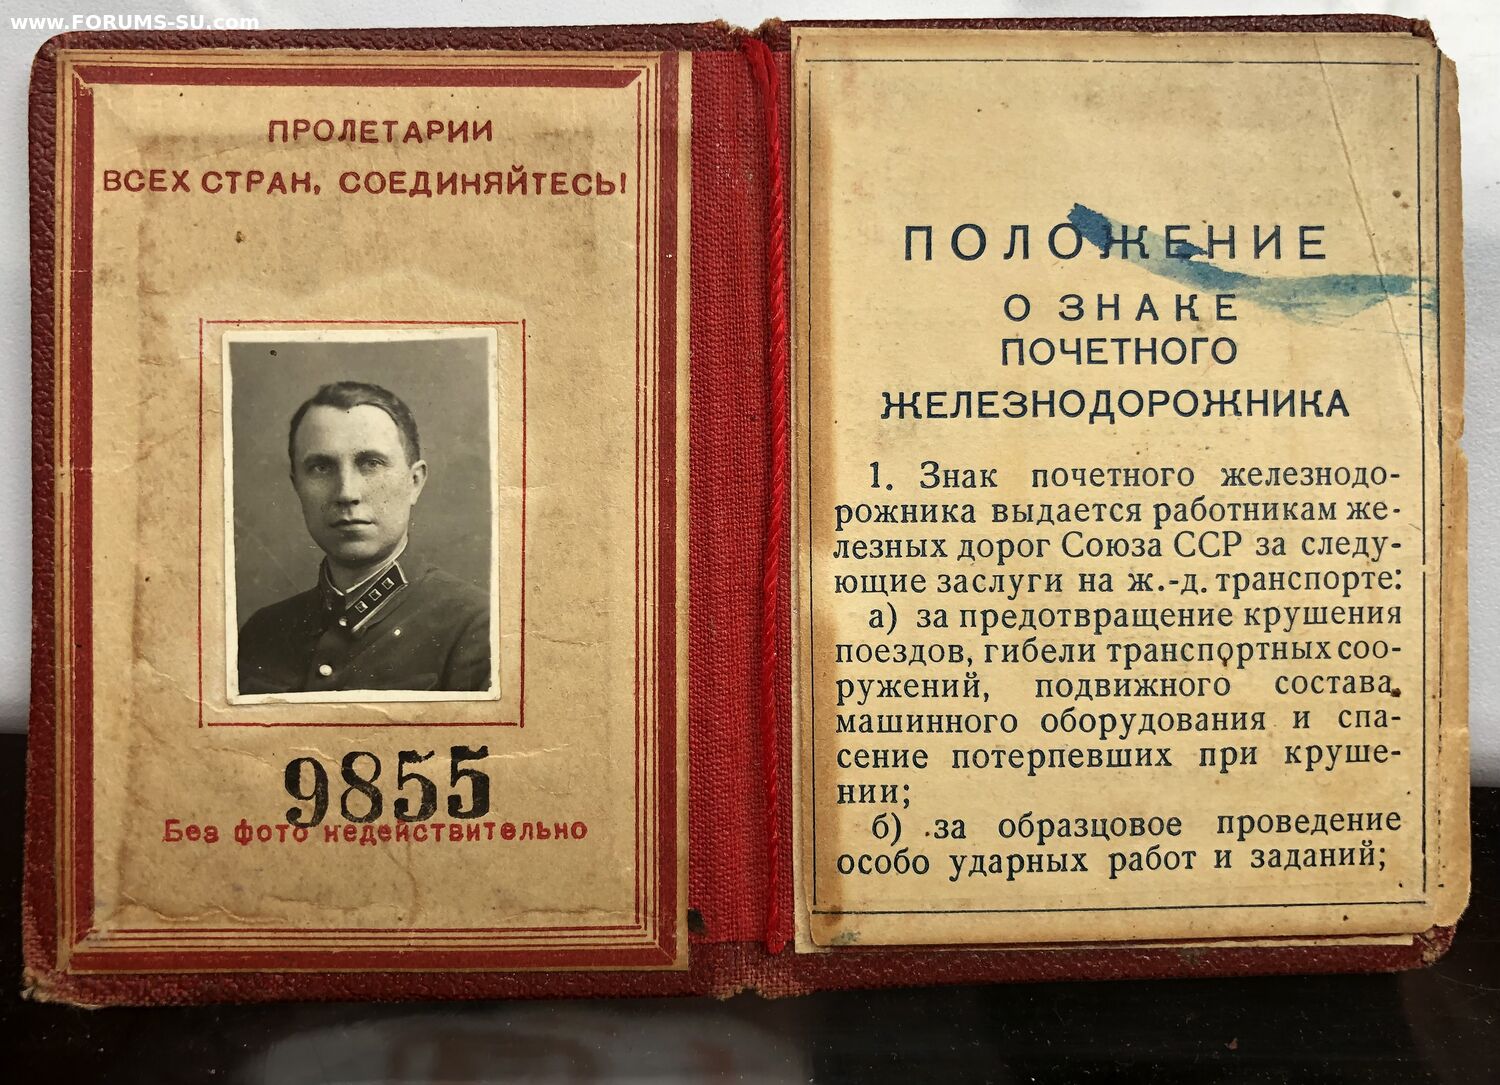 www.FORUMS-SU.com
ПРОЛЕТАРИИ
ВСЕХ СТРАН, СОЕДИНЯЙТЕСЬ!
9855
Без фото недействительно
ПОЛОЖЕНИЕ
О ЗНАКЕ
ПОЧЕТНОГО
ЖЕЛЕЗНОДОРОЖНИКА
1. Знак почетного железнодо-
рожника выдается работникам же-
лезных дорог Союза ССР за следу-
ющие заслуги на ж.-д. транспорте:
а) за предотвращение крушения
поездов, гибели транспортных соо-
ружений, подвижного состава,
машинного оборудования и спа-
сение потерпевших при круше-
нии;
б) за образцовое проведение
особо ударных работ и заданий;